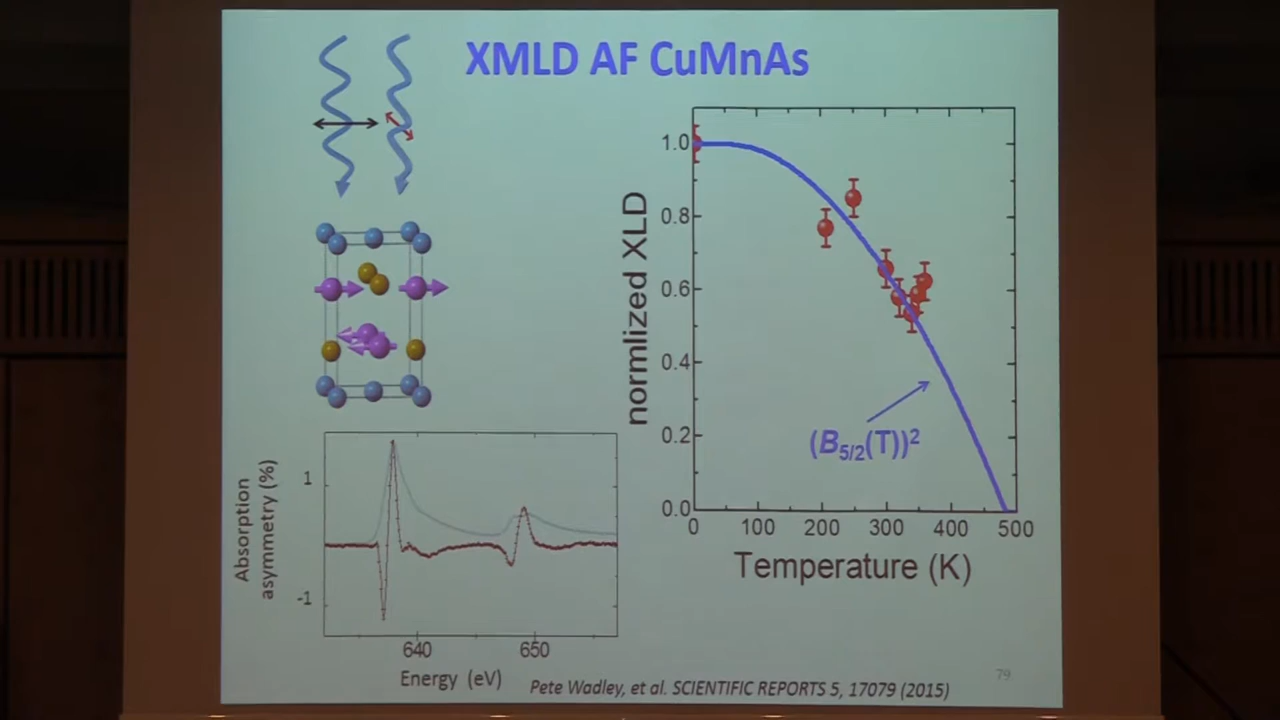 XMLD AF CuMnAs
normlized XLD
1.0
0.8
0.6
0.4
0.2
0.0
(B5/2(T))²
0 100 200 300 400 500
Temperature (K)
Absorption
asymmetry (%)
1
-1
640 650
Energy (eV)
Pete Wadley, et al. SCIENTIFIC REPORTS 5, 17079 (2015)
79